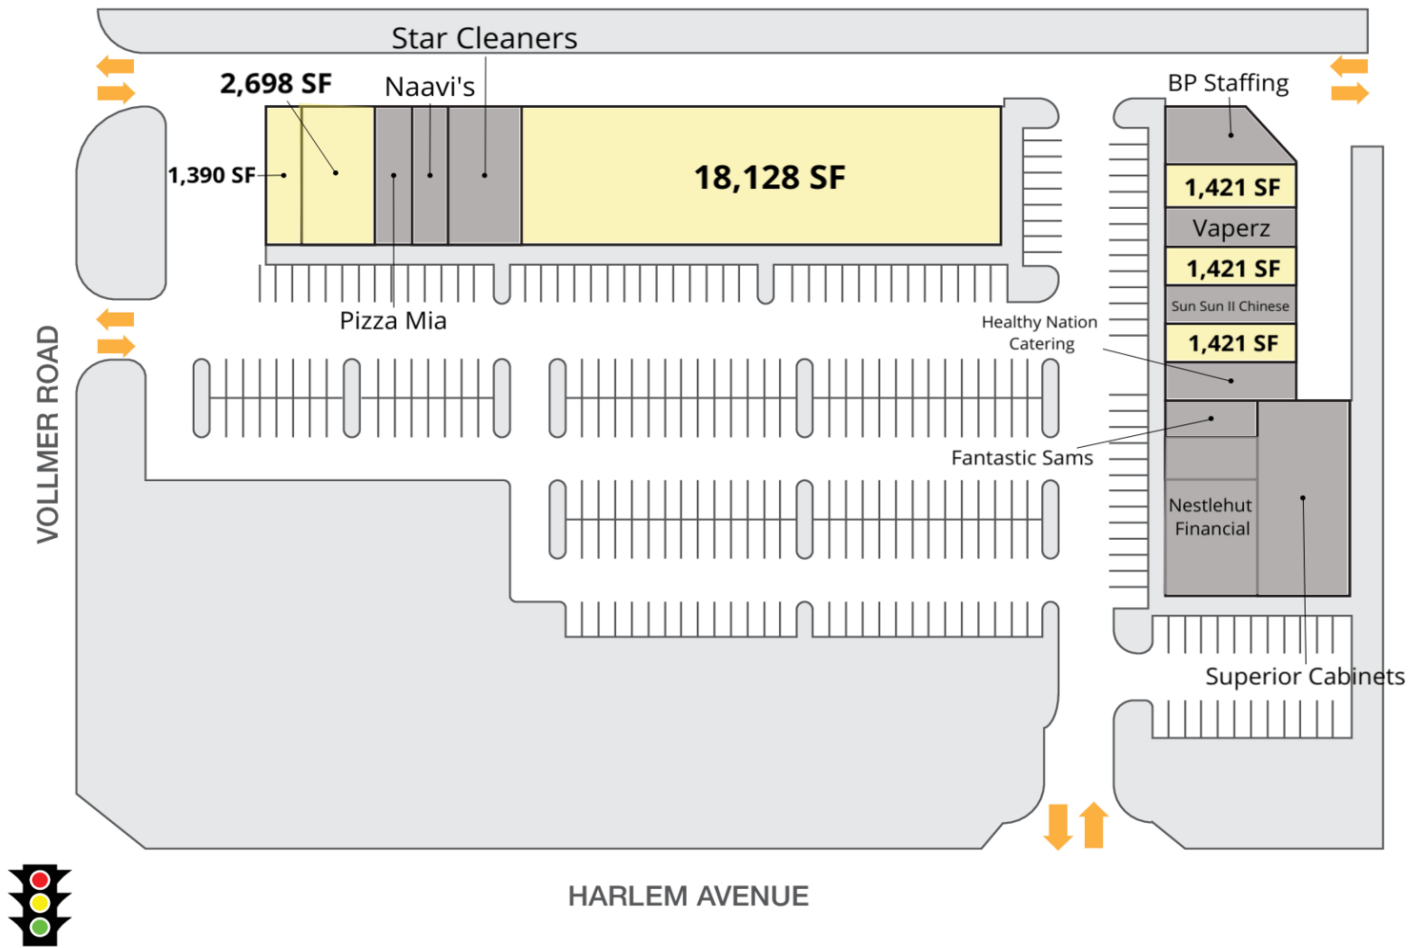 Star Cleaners
2,698 SF
Naavi's
BP Staffing
1,390 SF
18,128 SF
1,421 SF
Vaperz
1,421 SF
Sun Sun II Chinese
Pizza Mia
Healthy Nation
Catering
1,421 SF
Fantastic Sams
Nestlehut
Financial
Superior Cabinets
VOLLMER ROAD
HARLEM AVENUE